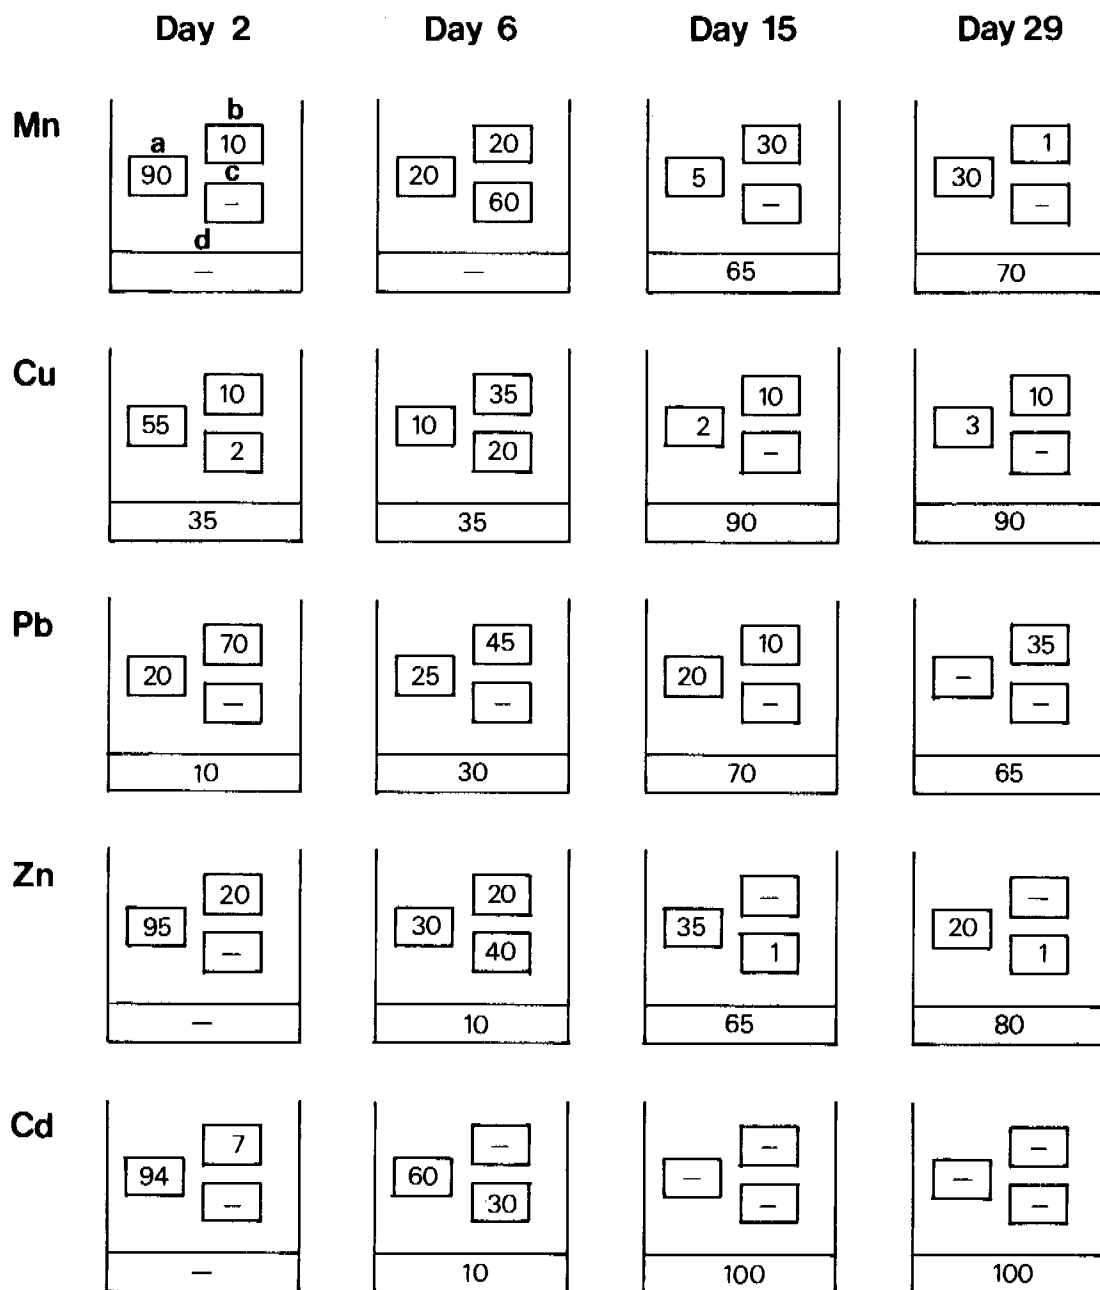 Day 2 Day 6 Day 15 Day 29
Mn
b
a 10 20 30 1
90 c 20 5 30
– 60 – –
d
– – 65 70
Cu
10 35 10 10
55 10 2 3
2 20 – –
35 35 90 90
Pb
70 45 10 35
20 25 20 –
– – – –
10 30 70 65
Zn
20 20 – –
95 30 35 20
– 40 1 1
– 10 65 80
Cd
7 – – –
94 60 – –
– 30 – –
– 10 100 100